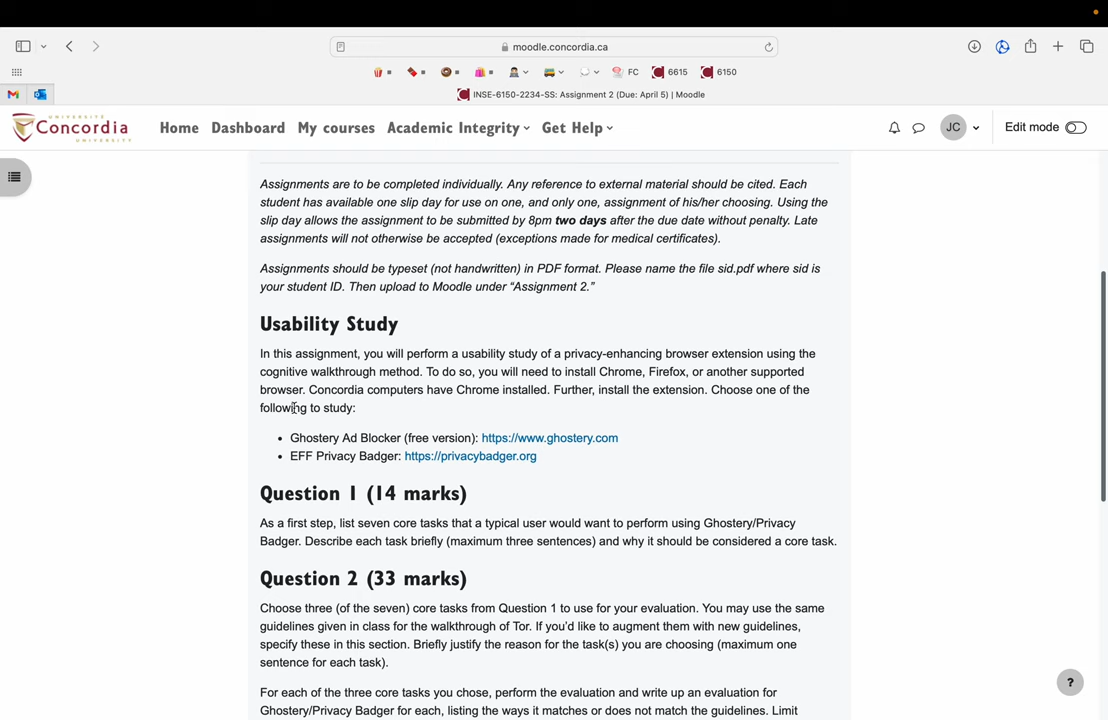 moodle.concordia.ca
FC
6615
6150
INSE-6150-2234-SS: Assignment 2 (Due: April 5) | Moodle
UNIVERSITÉ
Concordia
UNIVERSITY
Home
Dashboard
My courses
Academic Integrity
Get Help
JC
Edit mode
Assignments are to be completed individually. Any reference to external material should be cited. Each
student has available one slip day for use on one, and only one, assignment of his/her choosing. Using the
slip day allows the assignment to be submitted by 8pm two days after the due date without penalty. Late
assignments will not otherwise be accepted (exceptions made for medical certificates).
Assignments should be typeset (not handwritten) in PDF format. Please name the file sid.pdf where sid is
your student ID. Then upload to Moodle under “Assignment 2.”
Usability Study
In this assignment, you will perform a usability study of a privacy-enhancing browser extension using the
cognitive walkthrough method. To do so, you will need to install Chrome, Firefox, or another supported
browser. Concordia computers have Chrome installed. Further, install the extension. Choose one of the
following to study:
• Ghostery Ad Blocker (free version): https://www.ghostery.com
• EFF Privacy Badger: https://privacybadger.org
Question 1 (14 marks)
As a first step, list seven core tasks that a typical user would want to perform using Ghostery/Privacy
Badger. Describe each task briefly (maximum three sentences) and why it should be considered a core task.
Question 2 (33 marks)
Choose three (of the seven) core tasks from Question 1 to use for your evaluation. You may use the same
guidelines given in class for the walkthrough of Tor. If you’d like to augment them with new guidelines,
specify these in this section. Briefly justify the reason for the task(s) you are choosing (maximum one
sentence for each task).
For each of the three core tasks you chose, perform the evaluation and write up an evaluation for
Ghostery/Privacy Badger for each, listing the ways it matches or does not match the guidelines. Limit
?